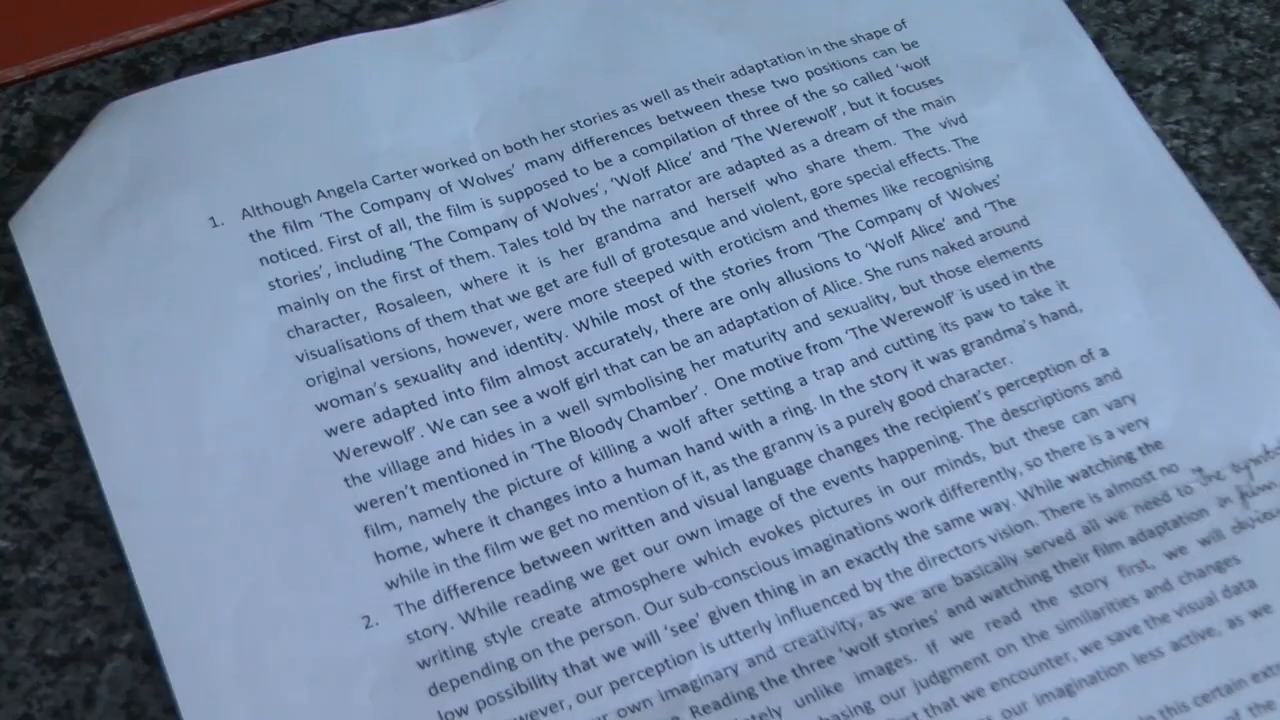 1. Although Angela Carter worked on both her stories as well as their adaptation in the shape of
the film ‘The Company of Wolves’ many differences between these two positions can be
noticed. First of all, the film is supposed to be a compilation of three of the so called ‘wolf
stories’, including ‘The Company of Wolves’, ‘Wolf Alice’ and ‘The Werewolf’, but it focuses
mainly on the first of them. Tales told by the narrator are adapted as a dream of the main
character, Rosaleen, where it is her grandma and herself who share them. The vivd
visualisations of them that we get are full of grotesque and violent, gore special effects. The
original versions, however, were more steeped with eroticism and themes like recognising
woman’s sexuality and identity. While most of the stories from ‘The Company of Wolves’
were adapted into film almost accurately, there are only allusions to ‘Wolf Alice’ and ‘The
Werewolf’. We can see a wolf girl that can be an adaptation of Alice. She runs naked around
the village and hides in a well symbolising her maturity and sexuality, but those elements
weren’t mentioned in ‘The Bloody Chamber’. One motive from ‘The Werewolf’ is used in the
film, namely the picture of killing a wolf after setting a trap and cutting its paw to take it
home, where it changes into a human hand with a ring. In the story it was grandma’s hand,
while in the film we get no mention of it, as the granny is a purely good character.
2. The difference between written and visual language changes the recipient’s perception of a
story. While reading we get our own image of the events happening. The descriptions and
writing style create atmosphere which evokes pictures in our minds, but these can vary
depending on the person. Our sub-conscious imaginations work differently, so there is a very
low possibility that we will ‘see’ given thing in an exactly the same way. While watching the
our perception is utterly influenced by the directors vision. There is almost no
own imaginary and creativity, as we are basically served all we need to the
Reading the three ‘wolf stories’ and watching their film adaptation in film
unlike images. If we read the story first, we will
our judgment on the similarities and changes
that we encounter, we save the visual data
our imagination less active, as we
this certain
the